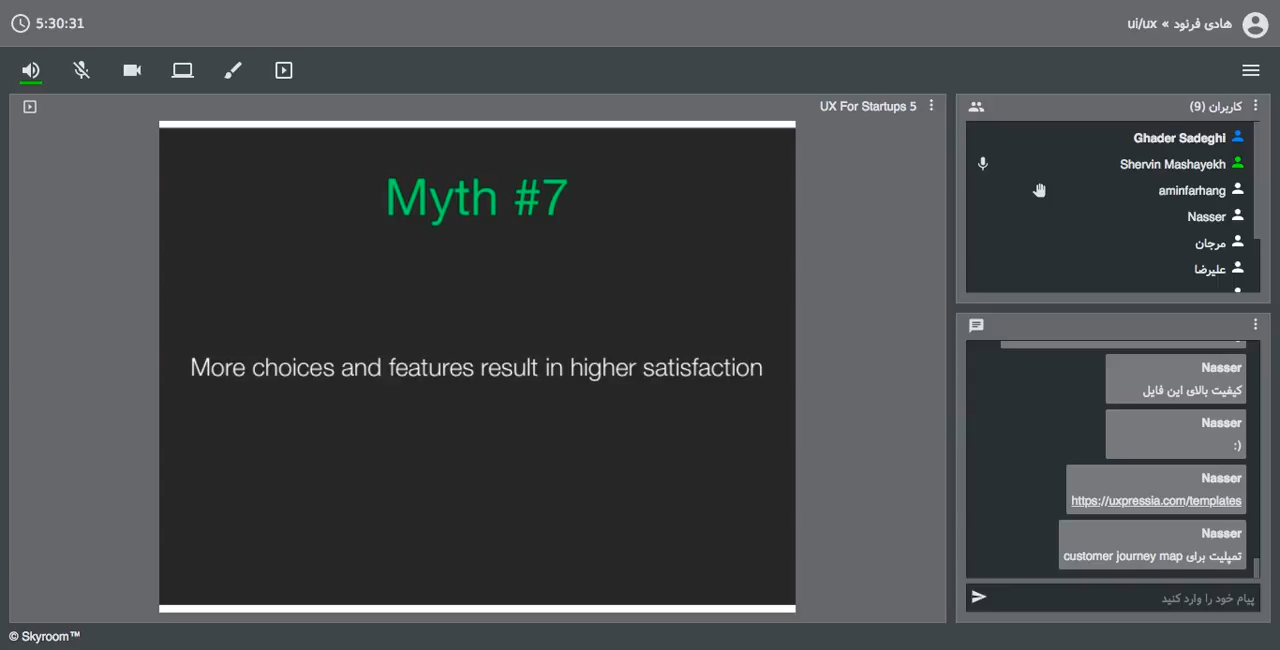 5:30:31
هادی فرنود » ui/ux
UX For Startups 5
Myth #7
More choices and features result in higher satisfaction
کاربران (9)
Ghader Sadeghi
Shervin Mashayekh
aminfarhang
Nasser
مرجان
علیرضا
Nasser
کیفیت بالای این فایل
Nasser
:)
Nasser
https://uxpressia.com/templates
Nasser
تمپلیت برای customer journey map
پیام خود را وارد کنید
© Skyroom™